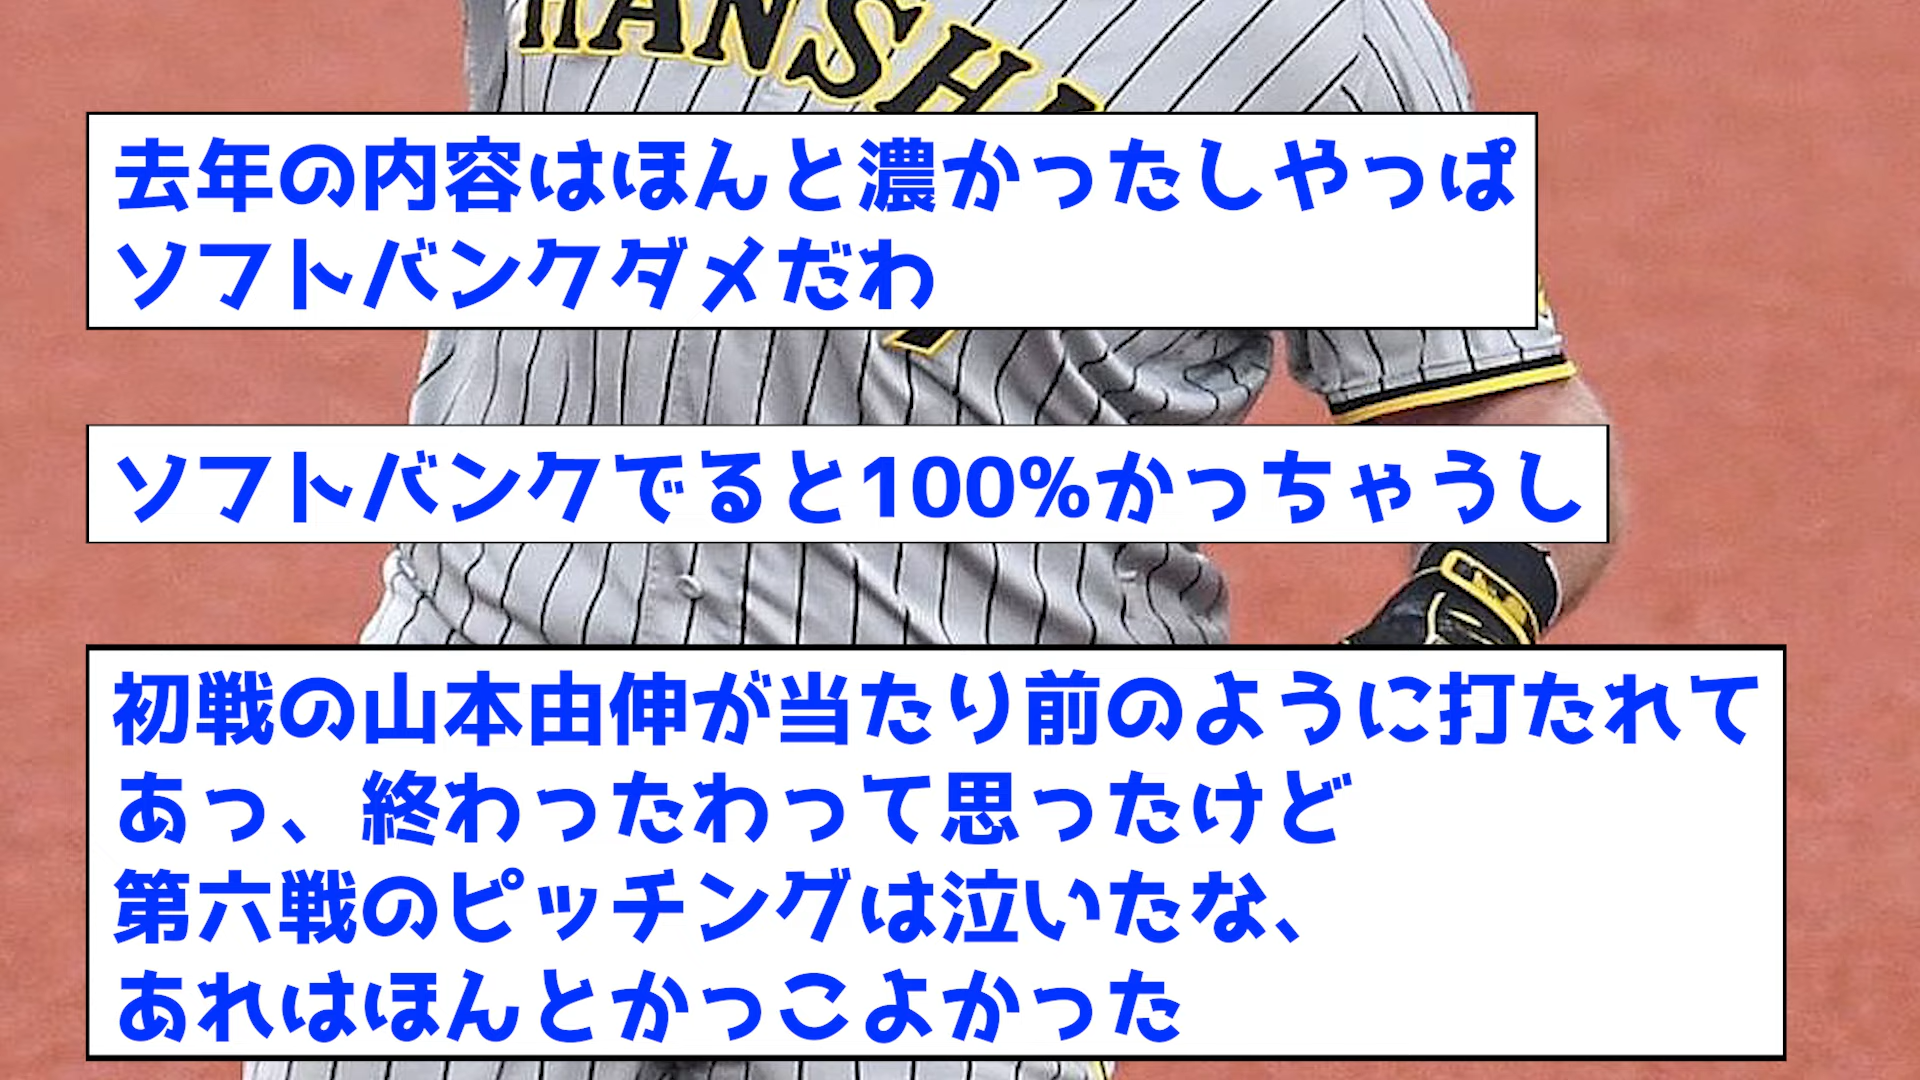 HANSHI
去年の内容はほんと濃かったしやっぱ
ソフトバンクダメだわ
ソフトバンクでると100%かっちゃうし
初戦の山本由伸が当たり前のように打たれて
あっ、終わったわって思ったけど
第六戦のピッチングは泣いたな、
あれはほんとかっこよかった